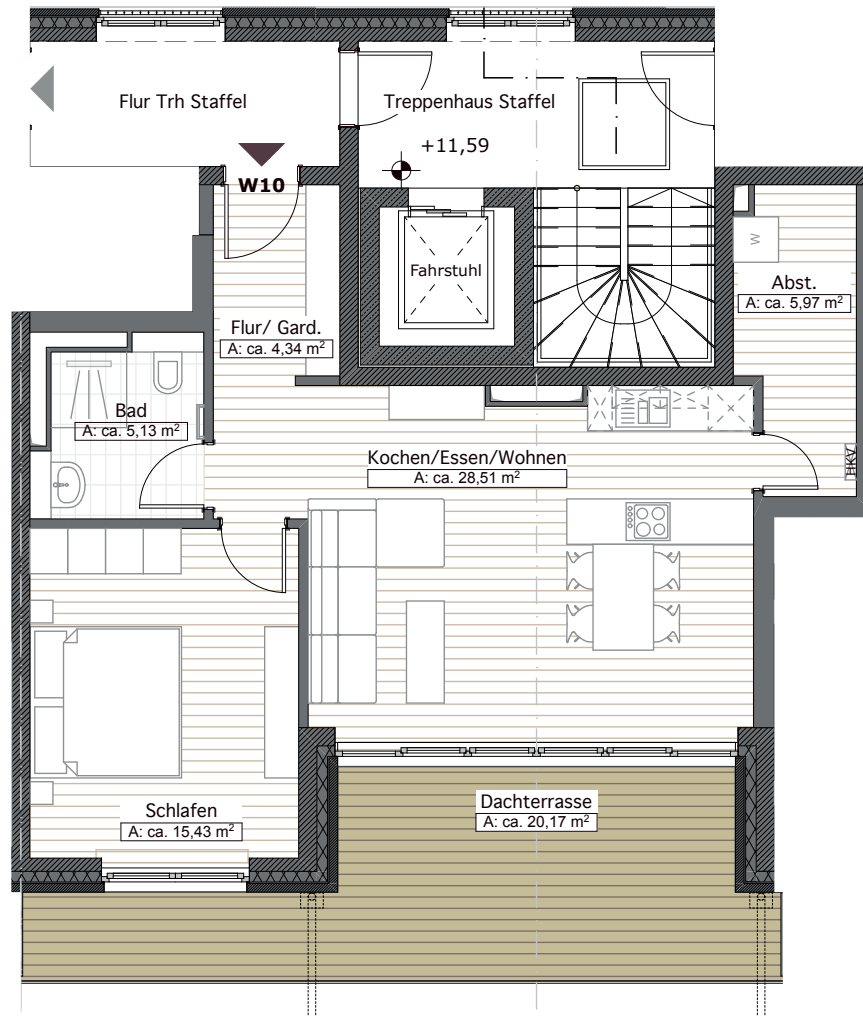 Flur Trh Staffel
Treppenhaus Staffel
+11,59
W10
Fahrstuhl
W
Abst.
A: ca. 5,97 m²
Flur/ Gard.
A: ca. 4,34 m²
Bad
A: ca. 5,13 m²
Kochen/Essen/Wohnen
A: ca. 28,51 m²
HKV
Schlafen
A: ca. 15,43 m²
Dachterrasse
A: ca. 20,17 m²